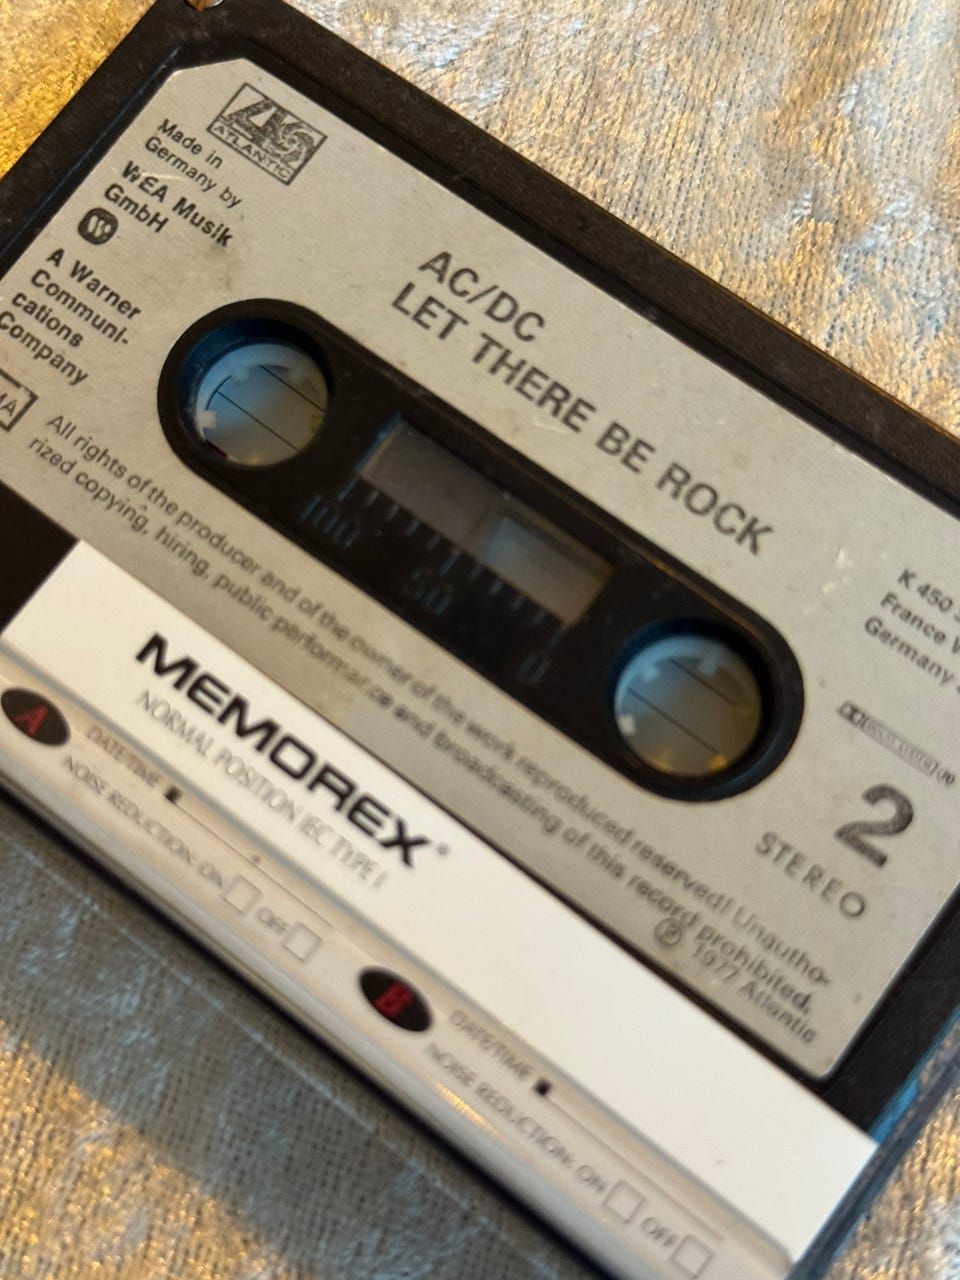 ATLANTIC
Made in
Germany by
WEA Musik
GmbH
A Warner
Communi-
cations
Company
AC/DC
LET THERE BE ROCK
100
50
0
K 450
France
Germany
2
STEREO
All rights of the producer and of the owner of the work reproduced reserved! Unautho-
rized copying, hiring, public performance and broadcasting of this record prohibited.
℗ 1977 Atlantic
MEMOREX®
NORMAL POSITION IEC TYPE I
A
DATE/TIME
NOISE REDUCTION: ON OFF
B
DATE/TIME
NOISE REDUCTION: ON OFF